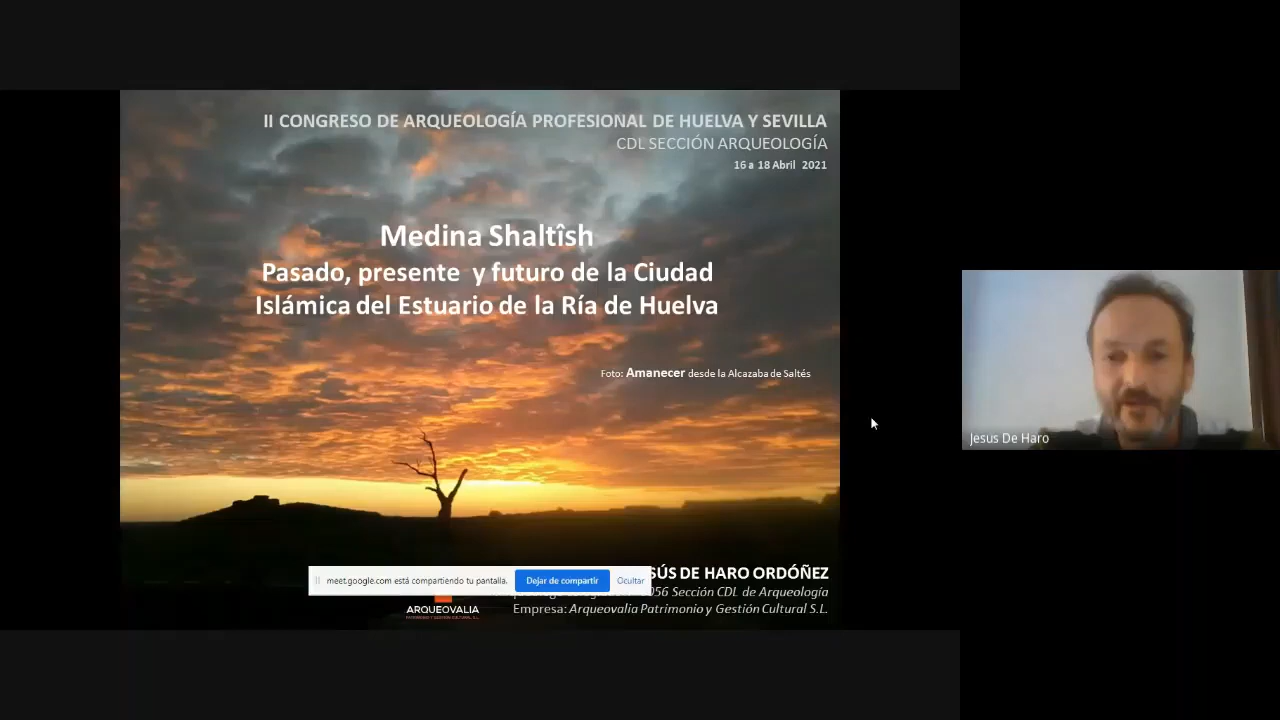 II CONGRESO DE ARQUEOLOGÍA PROFESIONAL DE HUELVA Y SEVILLA
CDL SECCIÓN ARQUEOLOGÍA
16 a 18 Abril 2021
Medina Shaltîsh
Pasado, presente y futuro de la Ciudad
Islámica del Estuario de la Ría de Huelva
Foto: Amanecer desde la Alcazaba de Saltés
Jesus De Haro
meet.google.com está compartiendo tu pantalla.
Dejar de compartir
Ocultar
SÚS DE HARO ORDÓÑEZ
056 Sección CDL de Arqueología
Empresa: Arqueovalia Patrimonio y Gestión Cultural S.L.
ARQUEOVALIA
PATRIMONIO Y GESTIÓN CULTURAL, S.L.